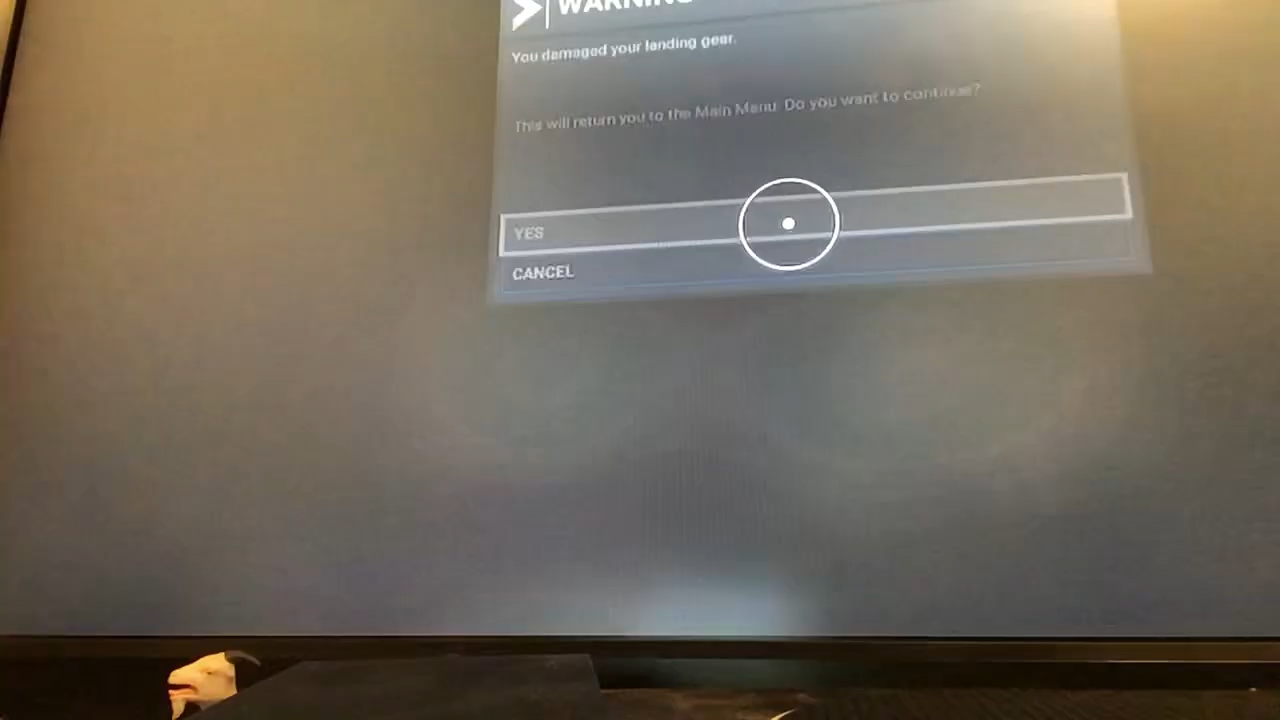 WARNING
You damaged your landing gear.
This will return you to the Main Menu. Do you want to continue?
YES
CANCEL